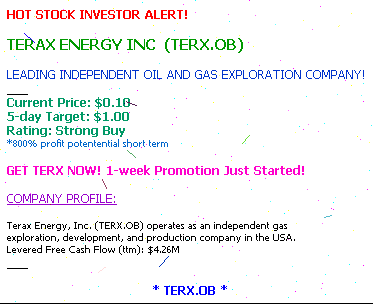 HOT STOCK INVESTOR ALERT!
TERAX ENERGY INC (TERX.OB)
LEADING INDEPENDENT OIL AND GAS EXPLORATION COMPANY!
Current Price: $0.10
5-day Target: $1.00
Rating: Strong Buy
*800% profit potentential short term
GET TERX NOW! 1-week Promotion Just Started!
COMPANY PROFILE:
Terax Energy, Inc. (TERX.OB) operates as an independent gas
exploration, development, and production company in the USA.
Levered Free Cash Flow (ttm): $4.26M
* TERX.OB *